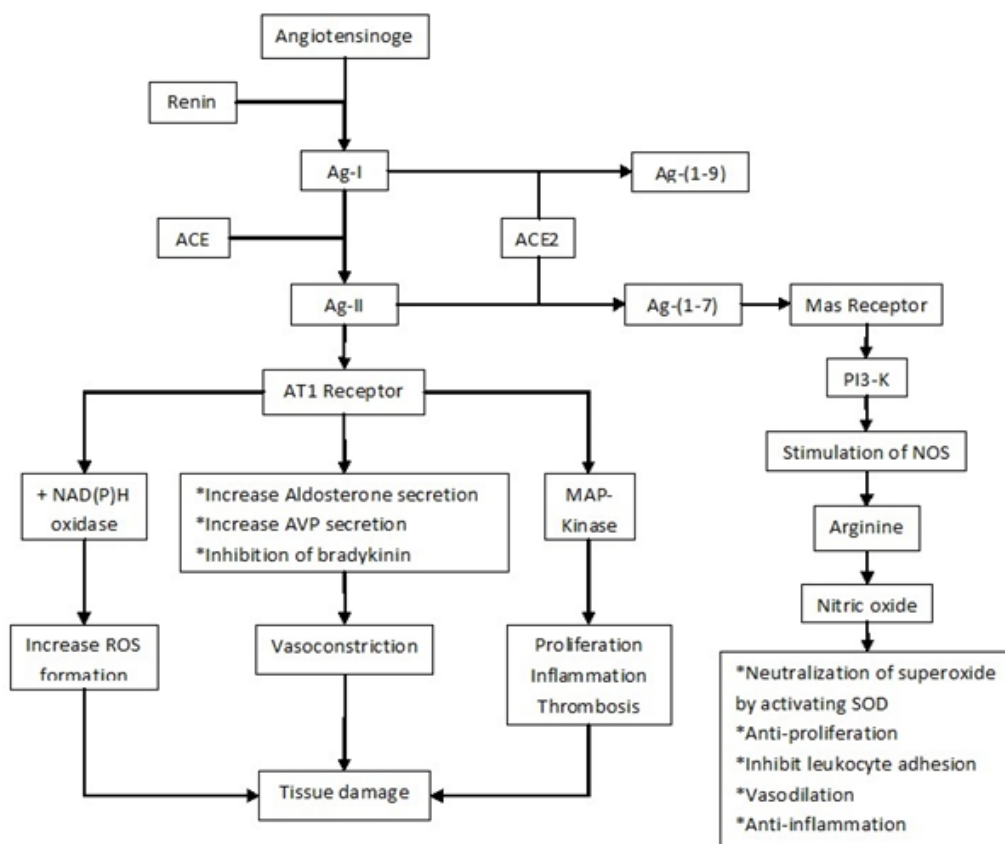 Angiotensinoge
Renin
Ag-I
Ag-(1-9)
ACE
ACE2
Ag-II
Ag-(1-7)
Mas Receptor
AT1 Receptor
PI3-K
Stimulation of NOS
+ NAD(P)H
oxidase
*Increase Aldosterone secretion
*Increase AVP secretion
*Inhibition of bradykinin
MAP-
Kinase
Arginine
Nitric oxide
Increase ROS
formation
Vasoconstriction
Proliferation
Inflammation
Thrombosis
*Neutralization of superoxide
by activating SOD
*Anti-proliferation
*Inhibit leukocyte adhesion
*Vasodilation
*Anti-inflammation
Tissue damage